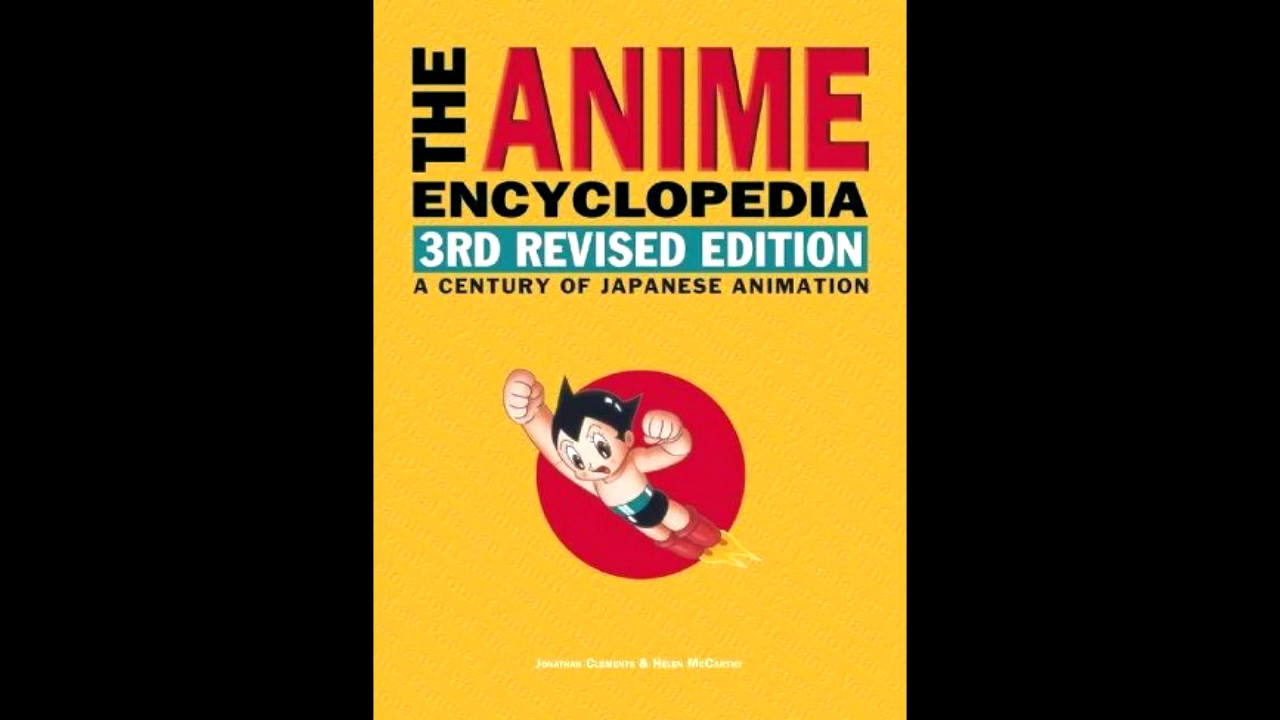 THE ANIME
ENCYCLOPEDIA
3RD REVISED EDITION
A CENTURY OF JAPANESE ANIMATION
JONATHAN CLEMENTS & HELEN MCCARTHY